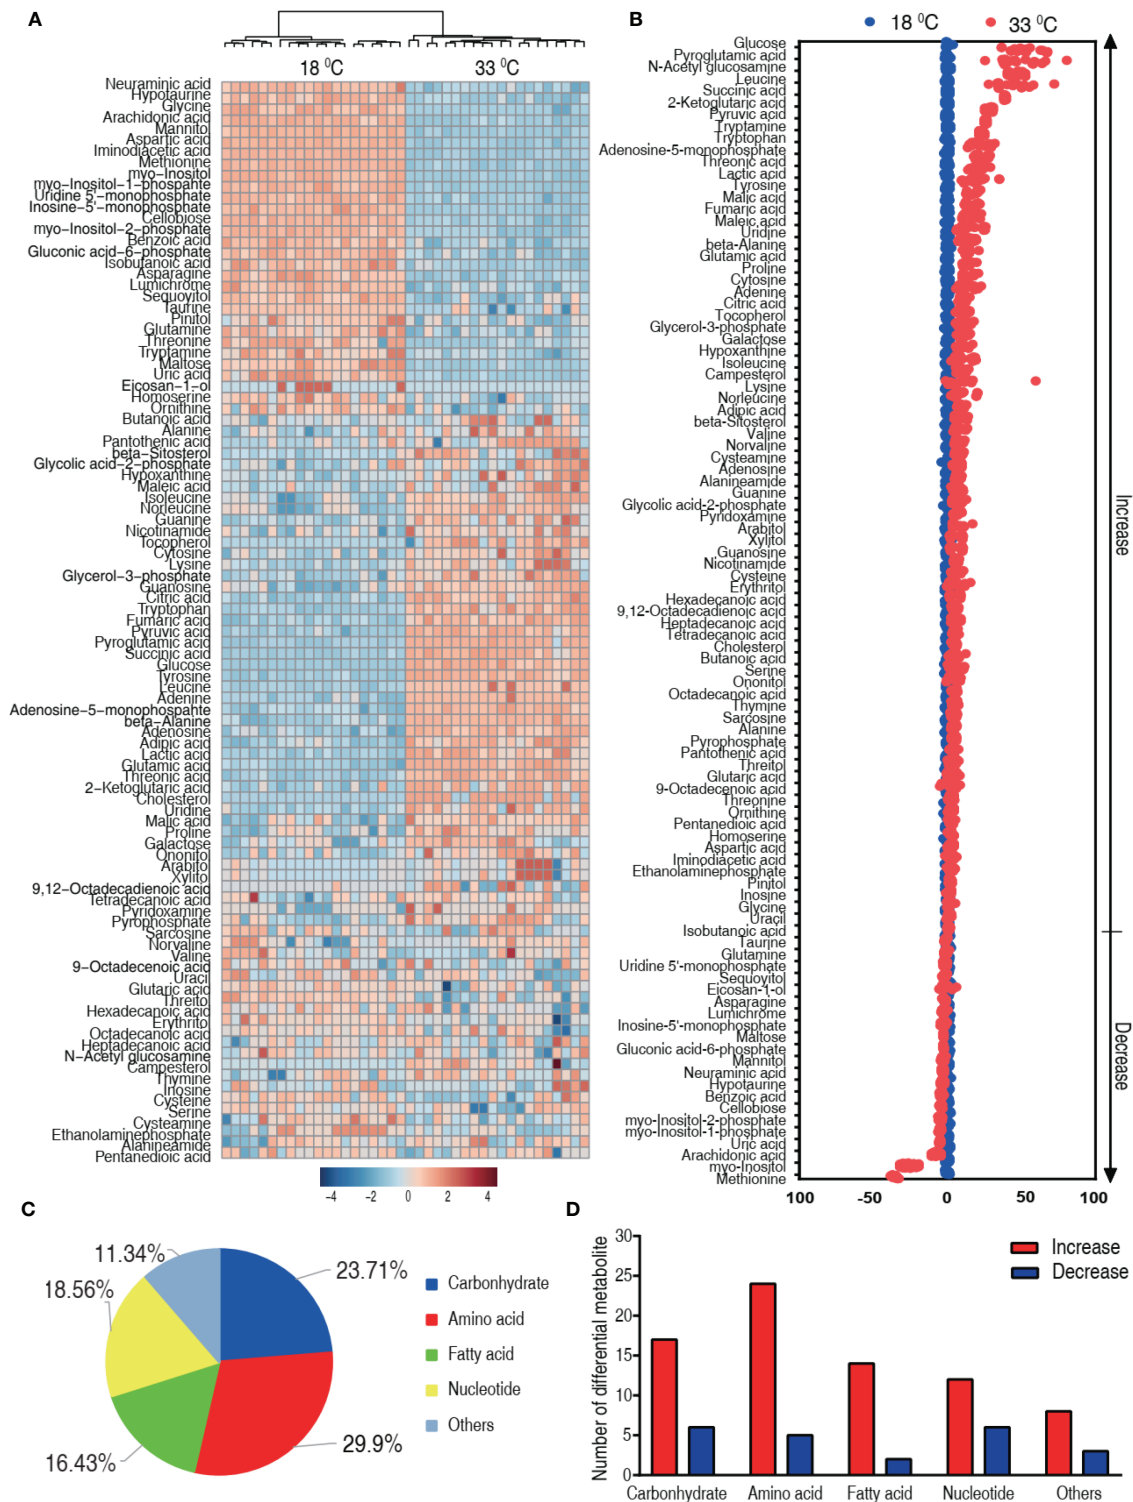 A
18 ⁰C
33 ⁰C
Neuraminic acid
Hypotaurine
Glycine
Arachidonic acid
Mannitol
Aspartic acid
Iminodiacetic acid
Methionine
myo−Inositol
myo−Inositol−1−phospahte
Uridine 5'−monophosphate
Inosine−5'−monophosphate
Cellobiose
myo−Inositol−2−phosphate
Benzoic acid
Gluconic acid−6−phosphate
Isobutanoic acid
Asparagine
Lumichrome
Sequoyitol
Taurine
Pinitol
Glutamine
Threonine
Tryptamine
Maltose
Uric acid
Eicosan−1−ol
Homoserine
Ornithine
Butanoic acid
Alanine
Pantothenic acid
beta−Sitosterol
Glycolic acid−2−phosphate
Hypoxanthine
Maleic acid
Isoleucine
Norleucine
Guanine
Nicotinamide
Tocopherol
Cytosine
Lysine
Glycerol−3−phosphate
Guanosine
Citric acid
Tryptophan
Fumaric acid
Pyruvic acid
Pyroglutamic acid
Succinic acid
Glucose
Tyrosine
Leucine
Adenine
Adenosine−5−monophospahte
beta−Alanine
Adenosine
Adipic acid
Lactic acid
Glutamic acid
Threonic acid
2−Ketoglutaric acid
Cholesterol
Uridine
Malic acid
Proline
Galactose
Ononitol
Arabitol
Xylitol
9,12−Octadecadienoic acid
Tetradecanoic acid
Pyridoxamine
Pyrophosphate
Sarcosine
Norvaline
Valine
9−Octadecenoic acid
Uracil
Glutaric acid
Threitol
Hexadecanoic acid
Erythritol
Octadecanoic acid
Heptadecanoic acid
N−Acetyl glucosamine
Campesterol
Thymine
Inosine
Cysteine
Serine
Cysteamine
Ethanolaminephosphate
Alanineamide
Pentanedioic acid
−4 −2 0 2 4
B
18 ⁰C
33 ⁰C
Glucose
Pyroglutamic acid
N-Acetyl glucosamine
Leucine
Succinic acid
2-Ketoglutaric acid
Pyruvic acid
Tryptamine
Tryptophan
Adenosine-5-monophosphate
Threonic acid
Lactic acid
Tyrosine
Malic acid
Fumaric acid
Maleic acid
Uridine
beta-Alanine
Glutamic acid
Proline
Cytosine
Adenine
Citric acid
Tocopherol
Glycerol-3-phosphate
Galactose
Hypoxanthine
Isoleucine
Campesterol
Lysine
Norleucine
Adipic acid
beta-Sitosterol
Valine
Norvaline
Cysteamine
Adenosine
Alanineamide
Guanine
Glycolic acid-2-phosphate
Pyridoxamine
Arabitol
Xylitol
Guanosine
Nicotinamide
Cysteine
Erythritol
Hexadecanoic acid
9,12-Octadecadienoic acid
Heptadecanoic acid
Tetradecanoic acid
Cholesterol
Butanoic acid
Serine
Ononitol
Octadecanoic acid
Thymine
Sarcosine
Alanine
Pyrophosphate
Pantothenic acid
Threitol
Glutaric acid
9-Octadecenoic acid
Threonine
Ornithine
Pentanedioic acid
Homoserine
Aspartic acid
Iminodiacetic acid
Ethanolaminephosphate
Pinitol
Inosine
Glycine
Uracil
Isobutanoic acid
Taurine
Glutamine
Uridine 5'-monophosphate
Sequoyitol
Eicosan-1-ol
Asparagine
Lumichrome
Inosine-5'-monophosphate
Maltose
Gluconic acid-6-phosphate
Mannitol
Neuraminic acid
Hypotaurine
Benzoic acid
Cellobiose
myo-Inositol-2-phosphate
myo-Inositol-1-phosphate
Uric acid
Arachidonic acid
myo-Inositol
Methionine
100 -50 0 50 100
Increase
Decrease
C
11.34%
18.56%
16.43%
23.71%
29.9%
Carbonhydrate
Amino acid
Fatty acid
Nucleotide
Others
D
Number of differential metabolite
30
25
20
15
10
5
0
Increase
Decrease
Carbonhydrate Amino acid Fatty acid Nucleotide Others